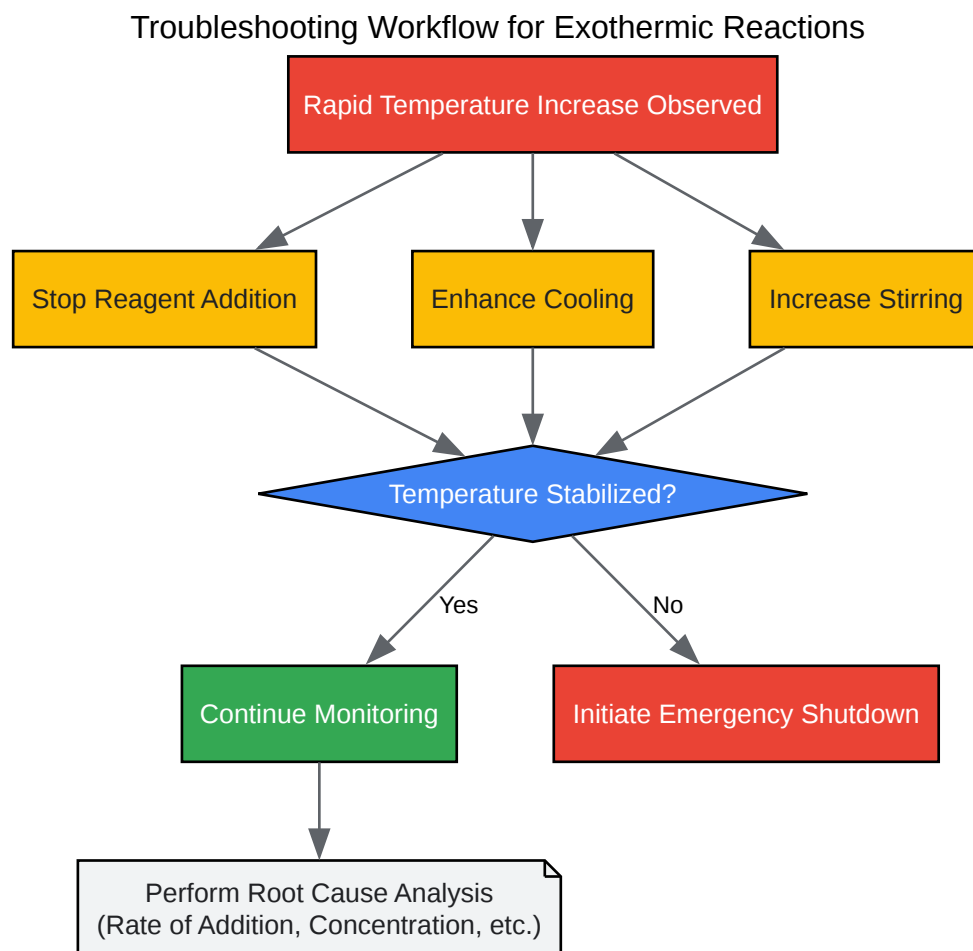 Troubleshooting Workflow for Exothermic Reactions
Rapid Temperature Increase Observed
Stop Reagent Addition
Enhance Cooling
Increase Stirring
Temperature Stabilized?
Yes
No
Continue Monitoring
Initiate Emergency Shutdown
Perform Root Cause Analysis
(Rate of Addition, Concentration, etc.)